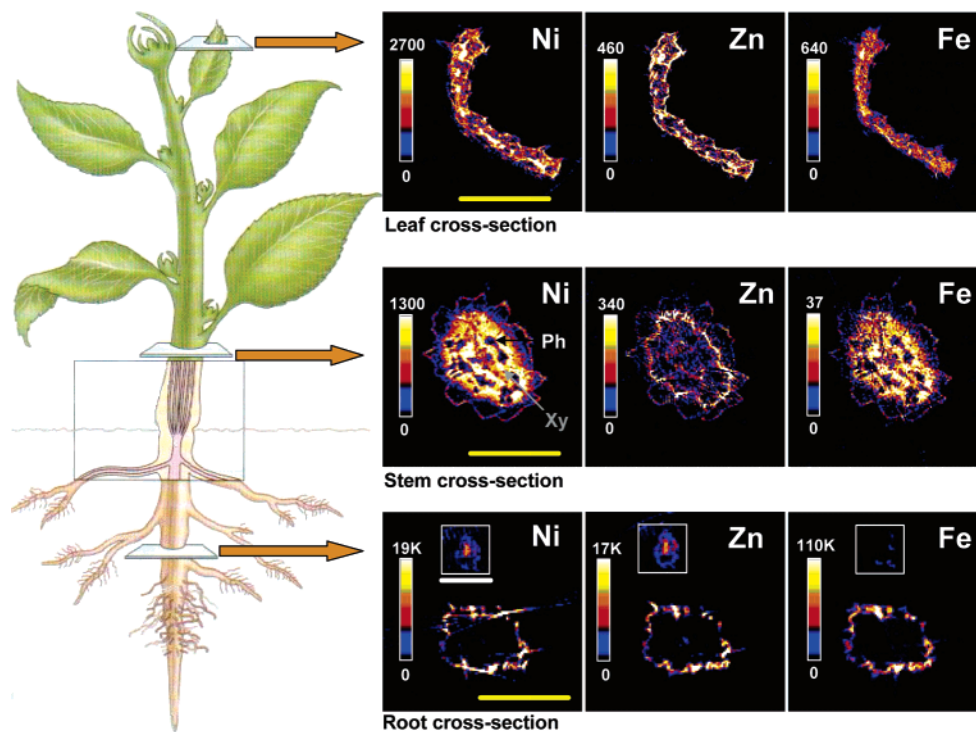 2700 Ni
0
460 Zn
0
640 Fe
0
Leaf cross-section
1300 Ni
Ph
Xy
0
340 Zn
0
37 Fe
0
Stem cross-section
19K Ni
0
17K Zn
0
110K Fe
0
Root cross-section